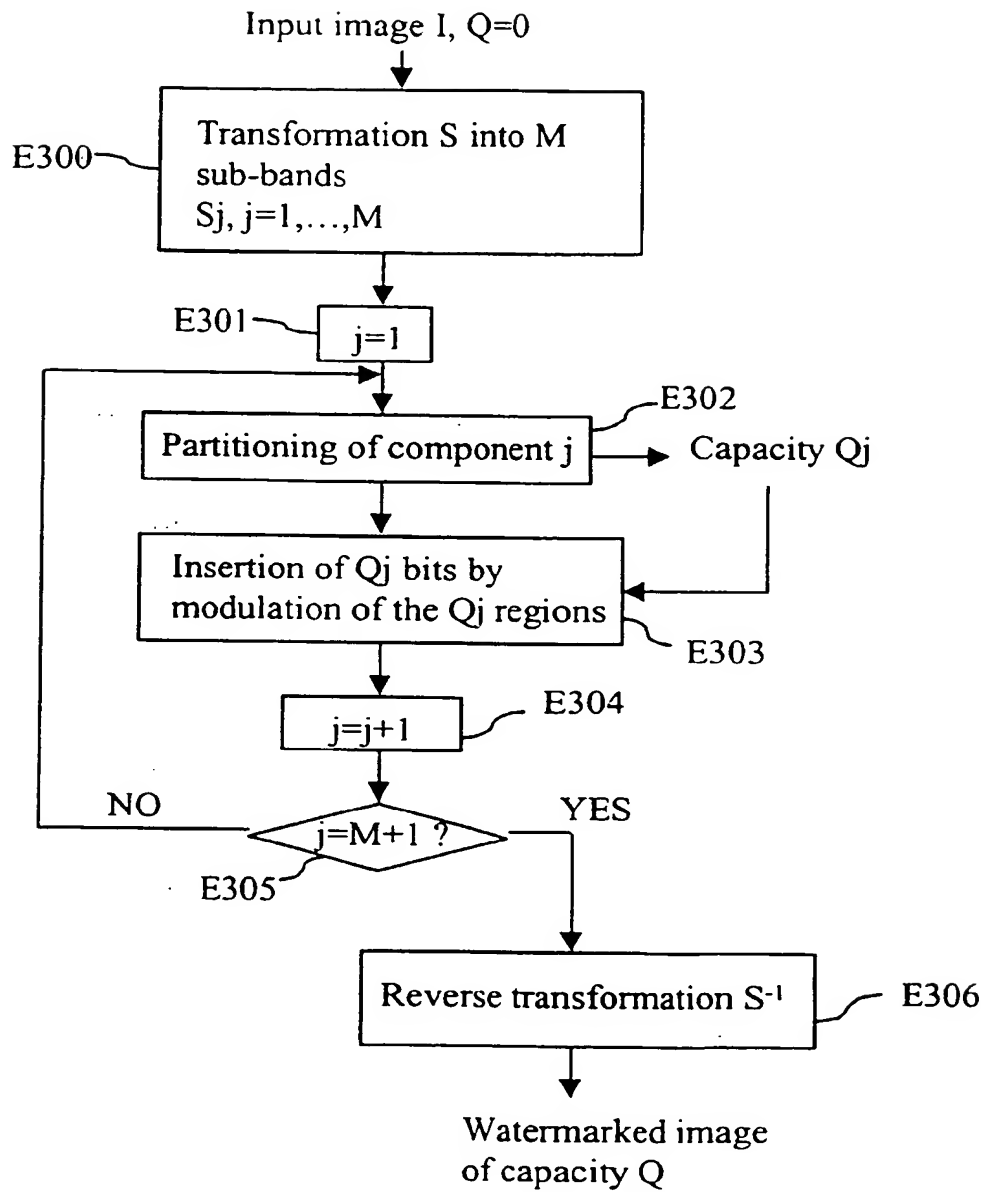 Input image I, Q=0
Transformation S into M
sub-bands
Sj, j=1,...,M
E300
E301
j=1
E302
Partitioning of component j
Capacity Qj
Insertion of Qj bits by
modulation of the Qj regions
E303
E304
j=j+1
NO
YES
j=M+1 ?
E305
Reverse transformation S⁻¹
E306
Watermarked image
of capacity Q